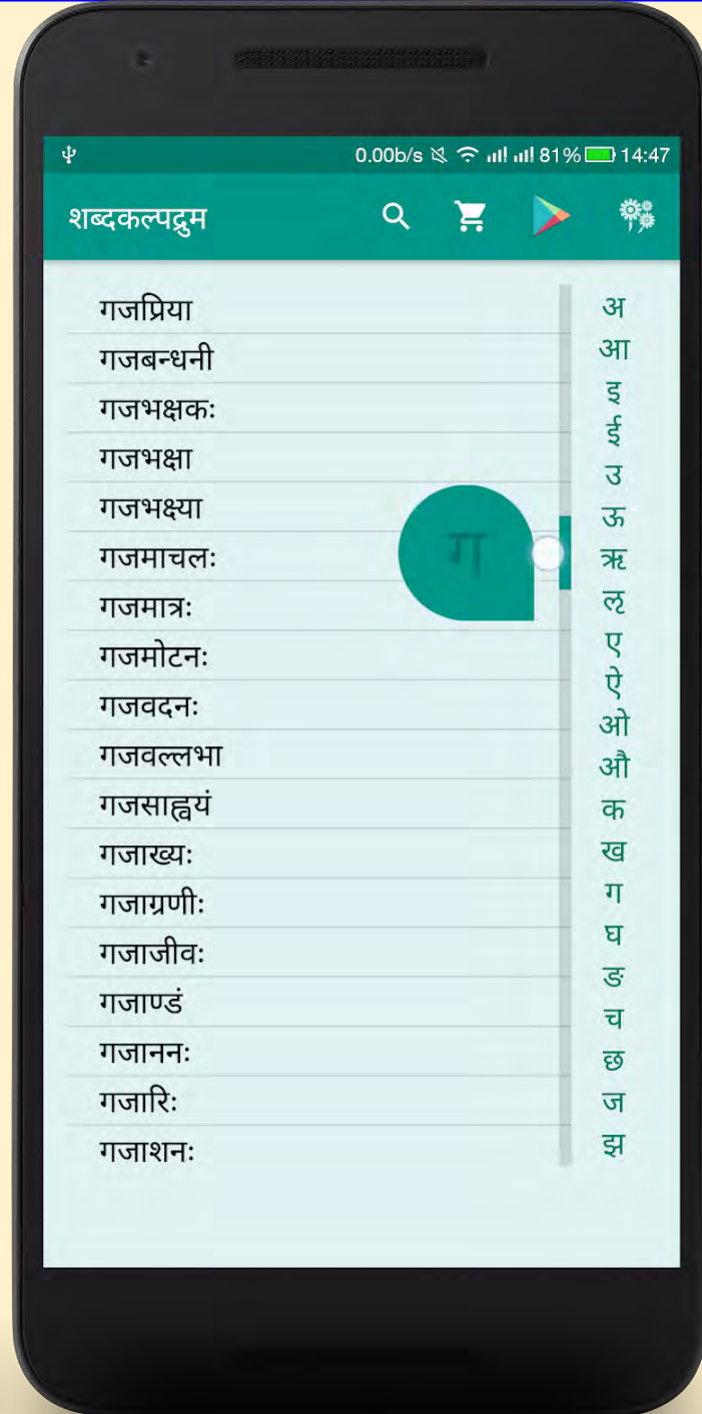 0.00b/s 81% 14:47
शब्दकल्पद्रुम
गजप्रिया
गजबन्धनी
गजभक्षकः
गजभक्षा
गजभक्ष्या
गजमाचलः
गजमात्रः
गजमोटनः
गजवदनः
गजवल्लभा
गजसाह्वयं
गजाख्यः
गजाग्रणीः
गजाजीवः
गजाण्डं
गजाननः
गजारिः
गजाशनः
ग
अ
आ
इ
ई
उ
ऊ
ऋ
ऌ
ए
ऐ
ओ
औ
क
ख
ग
घ
ङ
च
छ
ज
झ